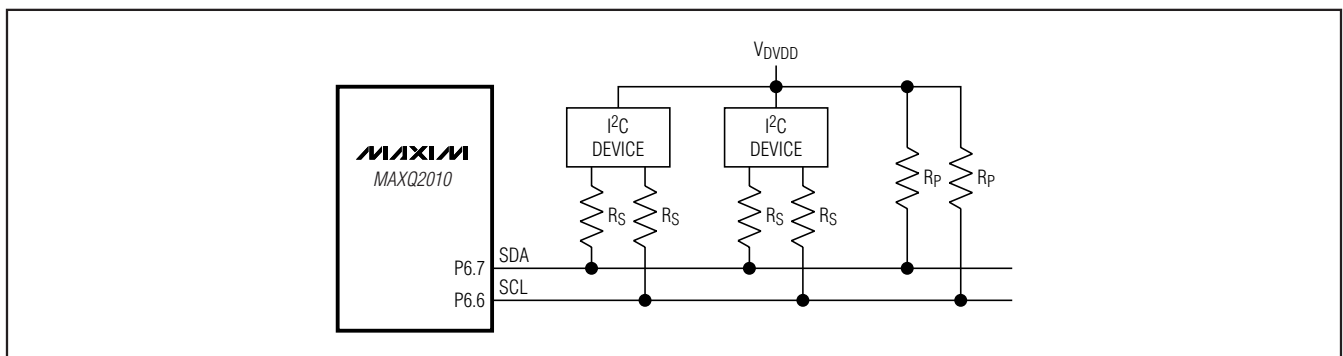 VDVDD
I2C
DEVICE
I2C
DEVICE
MAXIM
MAXQ2010
RS
RS
RS
RS
RP
RP
P6.7
SDA
P6.6
SCL